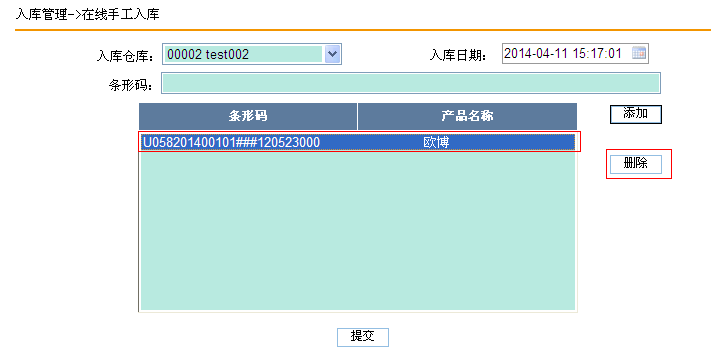 入库管理->在线手工入库
入库仓库： 00002 test002 入库日期： 2014-04-11 15:17:01
条形码：
条形码 产品名称 添加
U058201400101###120523000 欧博
删除
提交